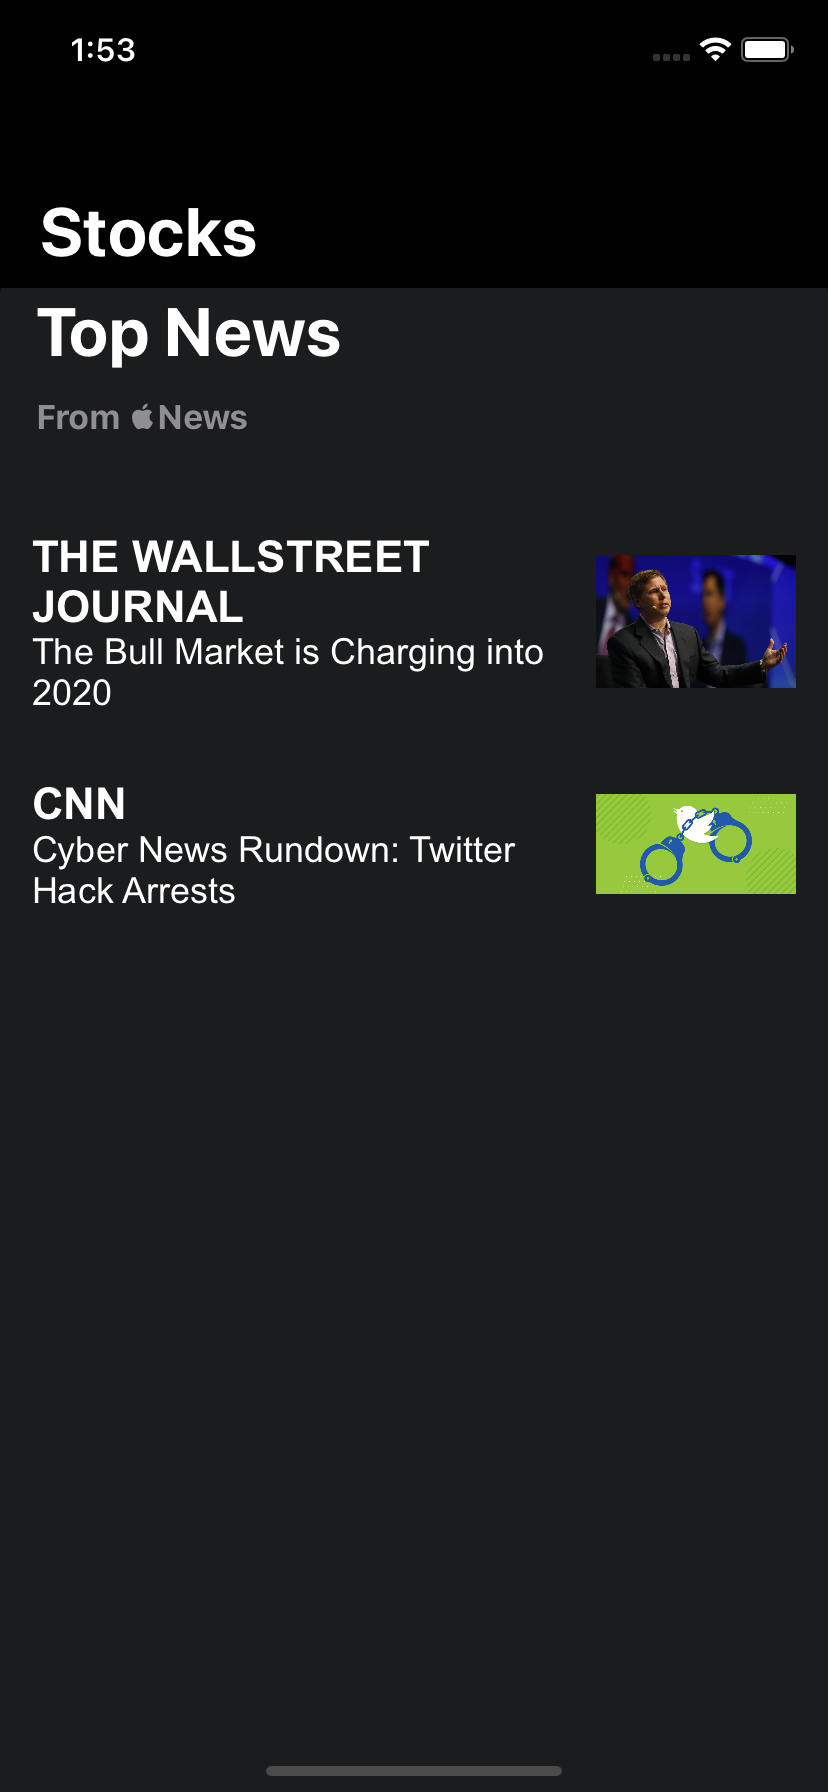 1:53
Stocks
Top News
From News
THE WALLSTREET
JOURNAL
The Bull Market is Charging into
2020
CNN
Cyber News Rundown: Twitter
Hack Arrests